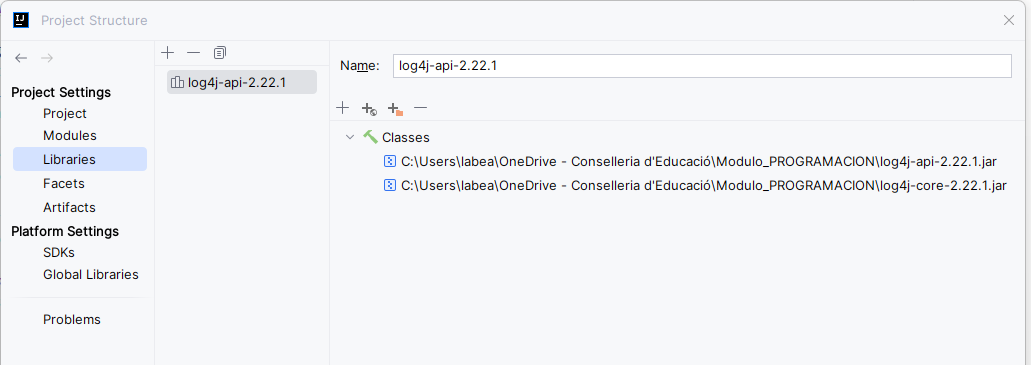 Project Structure
Project Settings
Project
Modules
Libraries
Facets
Artifacts
Platform Settings
SDKs
Global Libraries
Problems
log4j-api-2.22.1
Name: log4j-api-2.22.1
Classes
C:\Users\labea\OneDrive - Conselleria d'Educació\Modulo_PROGRAMACION\log4j-api-2.22.1.jar
C:\Users\labea\OneDrive - Conselleria d'Educació\Modulo_PROGRAMACION\log4j-core-2.22.1.jar